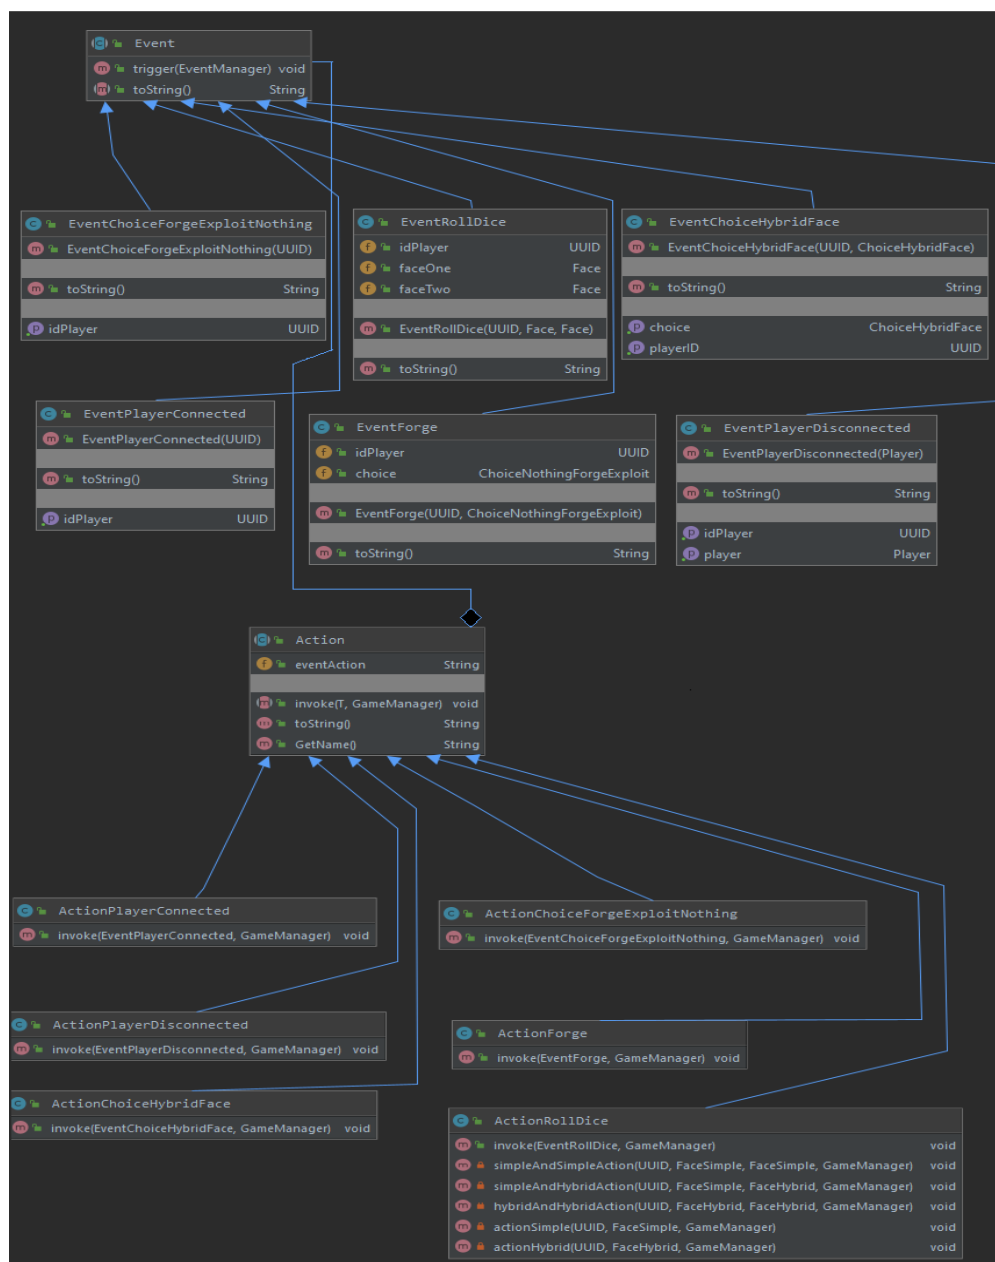 Event
trigger(EventManager) void
toString() String
EventChoiceForgeExploitNothing
EventChoiceForgeExploitNothing(UUID)
toString() String
idPlayer UUID
EventRollDice
idPlayer UUID
faceOne Face
faceTwo Face
EventRollDice(UUID, Face, Face)
toString() String
EventChoiceHybridFace
EventChoiceHybridFace(UUID, ChoiceHybridFace)
toString() String
choice ChoiceHybridFace
playerID UUID
EventPlayerConnected
EventPlayerConnected(UUID)
toString() String
idPlayer UUID
EventForge
idPlayer UUID
choice ChoiceNothingForgeExploit
EventForge(UUID, ChoiceNothingForgeExploit)
toString() String
EventPlayerDisconnected
EventPlayerDisconnected(Player)
toString() String
idPlayer UUID
player Player
Action
eventAction String
invoke(T, GameManager) void
toString() String
GetName() String
ActionPlayerConnected
invoke(EventPlayerConnected, GameManager) void
ActionChoiceForgeExploitNothing
invoke(EventChoiceForgeExploitNothing, GameManager) void
ActionPlayerDisconnected
invoke(EventPlayerDisconnected, GameManager) void
ActionForge
invoke(EventForge, GameManager) void
ActionChoiceHybridFace
invoke(EventChoiceHybridFace, GameManager) void
ActionRollDice
invoke(EventRollDice, GameManager) void
simpleAndSimpleAction(UUID, FaceSimple, FaceSimple, GameManager) void
simpleAndHybridAction(UUID, FaceSimple, FaceHybrid, GameManager) void
hybridAndHybridAction(UUID, FaceHybrid, FaceHybrid, GameManager) void
actionSimple(UUID, FaceSimple, GameManager) void
actionHybrid(UUID, FaceHybrid, GameManager) void